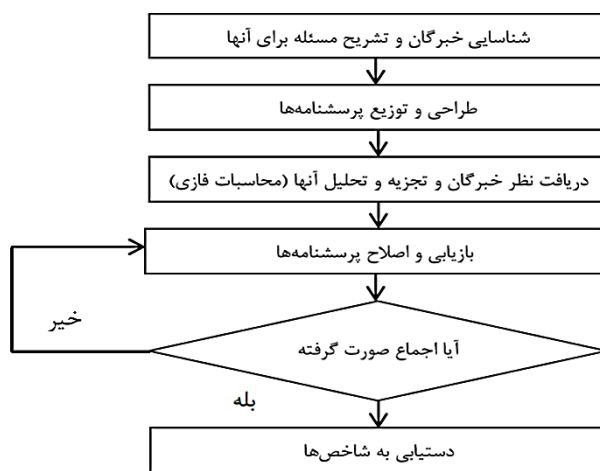 شناسایی خبرگان و تشریح مسئله برای آنها
طراحی و توزیع پرسشنامه‌ها
دریافت نظر خبرگان و تجزیه و تحلیل آنها (محاسبات فازی)
بازیابی و اصلاح پرسشنامه‌ها
خیر
آیا اجماع صورت گرفته
بله
دستیابی به شاخص‌ها